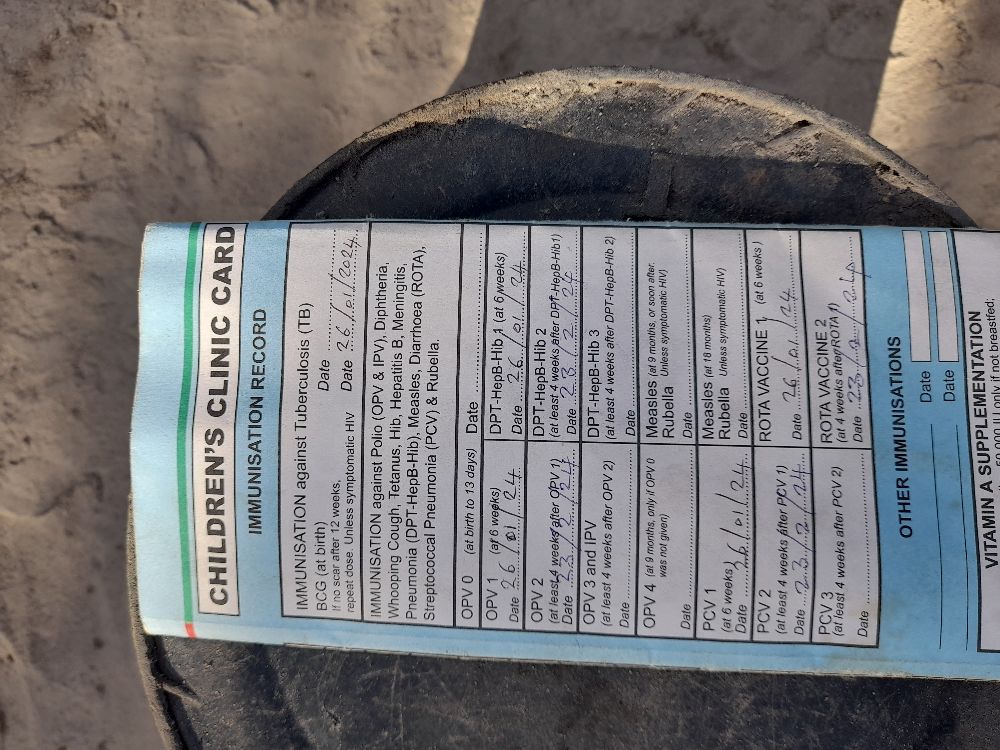 CHILDREN'S CLINIC CARD
IMMUNISATION RECORD
IMMUNISATION against Tuberculosis (TB)
BCG (at birth) Date
If no scar after 12 weeks,
repeat dose. Unless symptomatic HIV Date 26/01/2024
IMMUNISATION against Polio (OPV & IPV), Diphtheria,
Whooping Cough, Tetanus, Hib, Hepatitis B, Meningitis,
Pneumonia (DPT-HepB-Hib), Measles, Diarrhoea (ROTA),
Streptococcal Pneumonia (PCV) & Rubella.
OPV 0 (at birth to 13 days) Date
OPV 1 (at 6 weeks)
Date 26/01/24
DPT-HepB-Hib 1 (at 6 weeks)
Date 26/01/24
OPV 2
(at least 4 weeks after OPV 1)
Date 23/2/24
DPT-HepB-Hib 2
(at least 4 weeks after DPT-HepB-Hib1)
Date 23/2/24
OPV 3 and IPV
(at least 4 weeks after OPV 2)
Date
DPT-HepB-Hib 3
(at least 4 weeks after DPT-HepB-Hib 2)
Date
OPV 4 (at 9 months, only if OPV 0
was not given)
Date
Measles (at 9 months, or soon after.
Rubella Unless symptomatic HIV)
Date
PCV 1
(at 6 weeks)
Date 26/01/24
Measles (at 18 months)
Rubella Unless symptomatic HIV)
Date
PCV 2
(at least 4 weeks after PCV 1)
Date 23/2/24
ROTA VACCINE 1 (at 6 weeks)
Date 26/01/24
PCV 3
(at least 4 weeks after PCV 2)
Date
ROTA VACCINE 2
(at 4 weeks after ROTA 1)
Date 23/2/24
OTHER IMMUNISATIONS
Date
Date
VITAMIN A SUPPLEMENTATION
50,000 IU only if not breastfed;